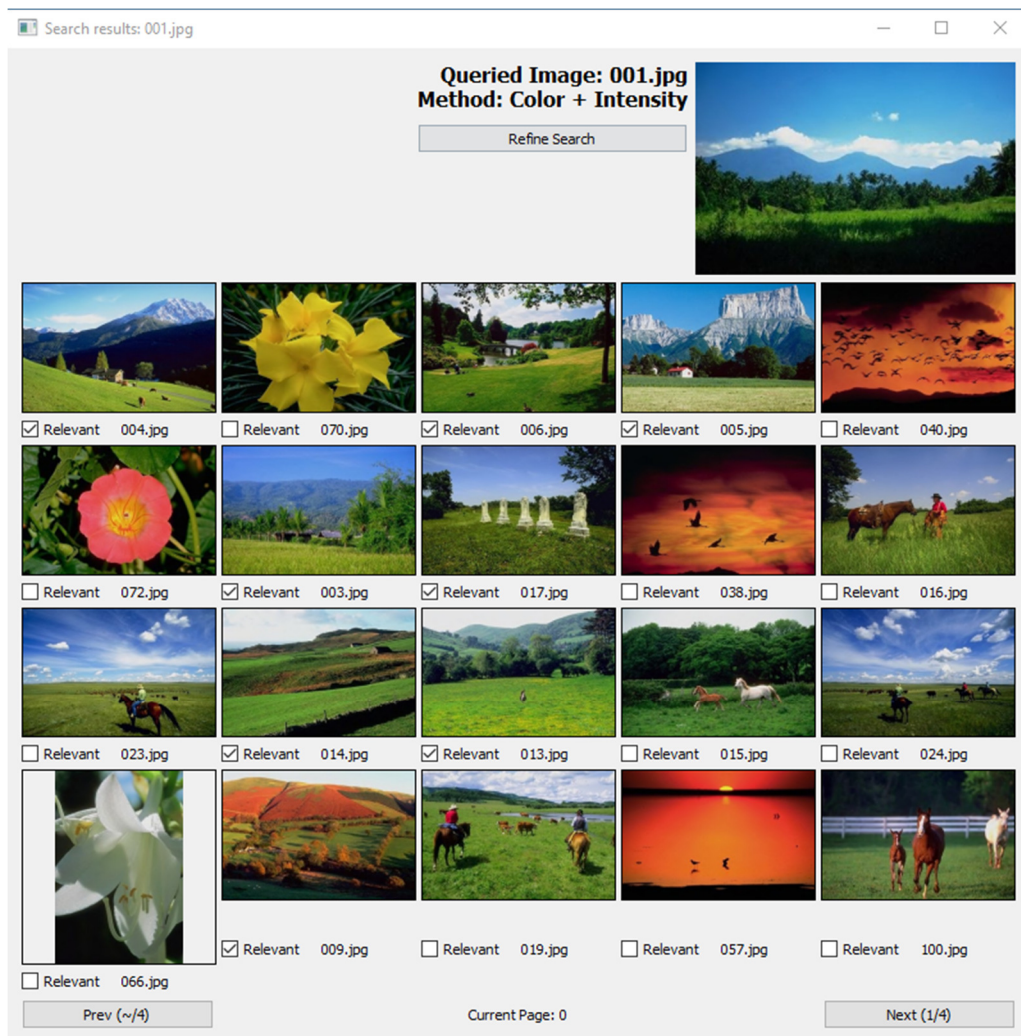 Search results: 001.jpg
Queried Image: 001.jpg
Method: Color + Intensity
Refine Search
Relevant 004.jpg
Relevant 070.jpg
Relevant 006.jpg
Relevant 005.jpg
Relevant 040.jpg
Relevant 072.jpg
Relevant 003.jpg
Relevant 017.jpg
Relevant 038.jpg
Relevant 016.jpg
Relevant 023.jpg
Relevant 014.jpg
Relevant 013.jpg
Relevant 015.jpg
Relevant 024.jpg
Relevant 066.jpg
Relevant 009.jpg
Relevant 019.jpg
Relevant 057.jpg
Relevant 100.jpg
Prev (~/4)
Current Page: 0
Next (1/4)